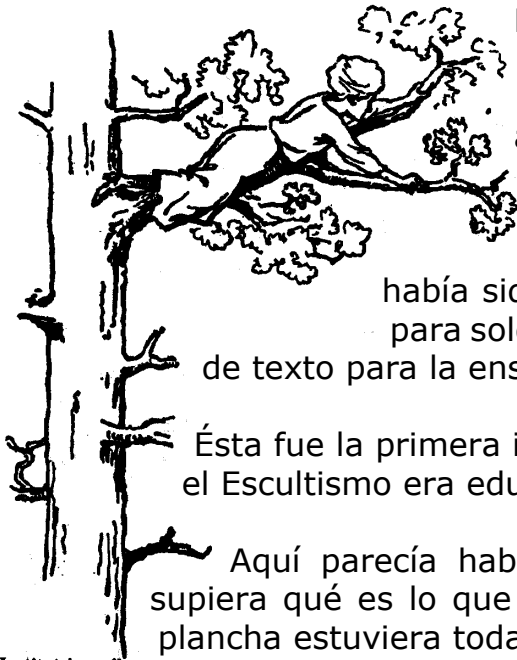 había sid
para sol
de texto para la ens
Ésta fue la primera i
el Escultismo era edu
Aquí parecía hab
supiera qué es lo que
plancha estuviera toda